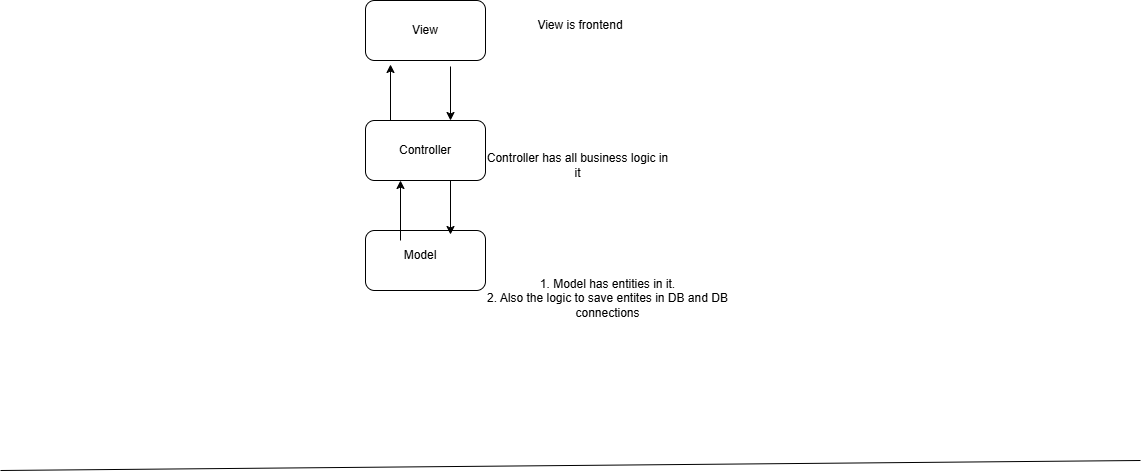 View
View is frontend
Controller
Controller has all business logic in
it
Model
1. Model has entities in it.
2. Also the logic to save entites in DB and DB
connections